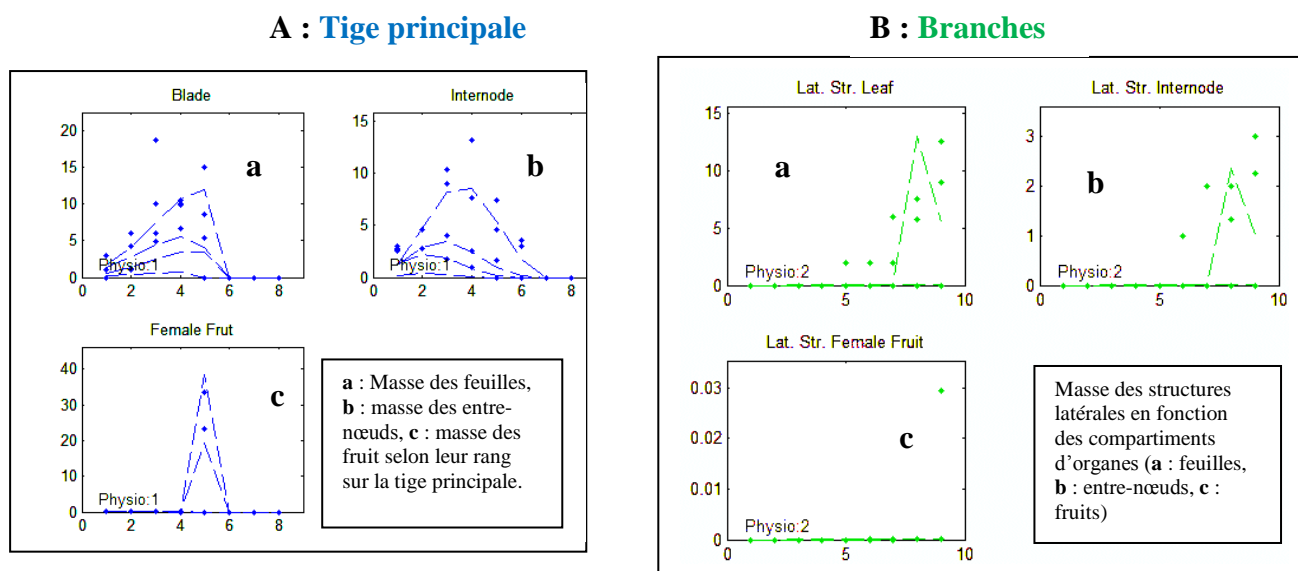 A : Tige principale
B : Branches
Blade
20
15
10
5
0
a
Physio:1
0 2 4 6 8
Internode
15
10
5
0
b
Physio:1
0 2 4 6 8
Female Frut
40
30
20
10
0
c
Physio:1
0 2 4 6 8
a : Masse des feuilles,
b : masse des entre-
nœuds, c : masse des
fruit selon leur rang
sur la tige principale.
Lat. Str. Leaf
15
10
5
0
a
Physio:2
0 5 10
Lat. Str. Internode
3
2
1
0
b
Physio:2
0 5 10
Lat. Str. Female Fruit
0.03
0.02
0.01
0
c
Physio:2
0 5 10
Masse des structures
latérales en fonction
des compartiments
d'organes (a : feuilles,
b : entre-nœuds, c :
fruits)